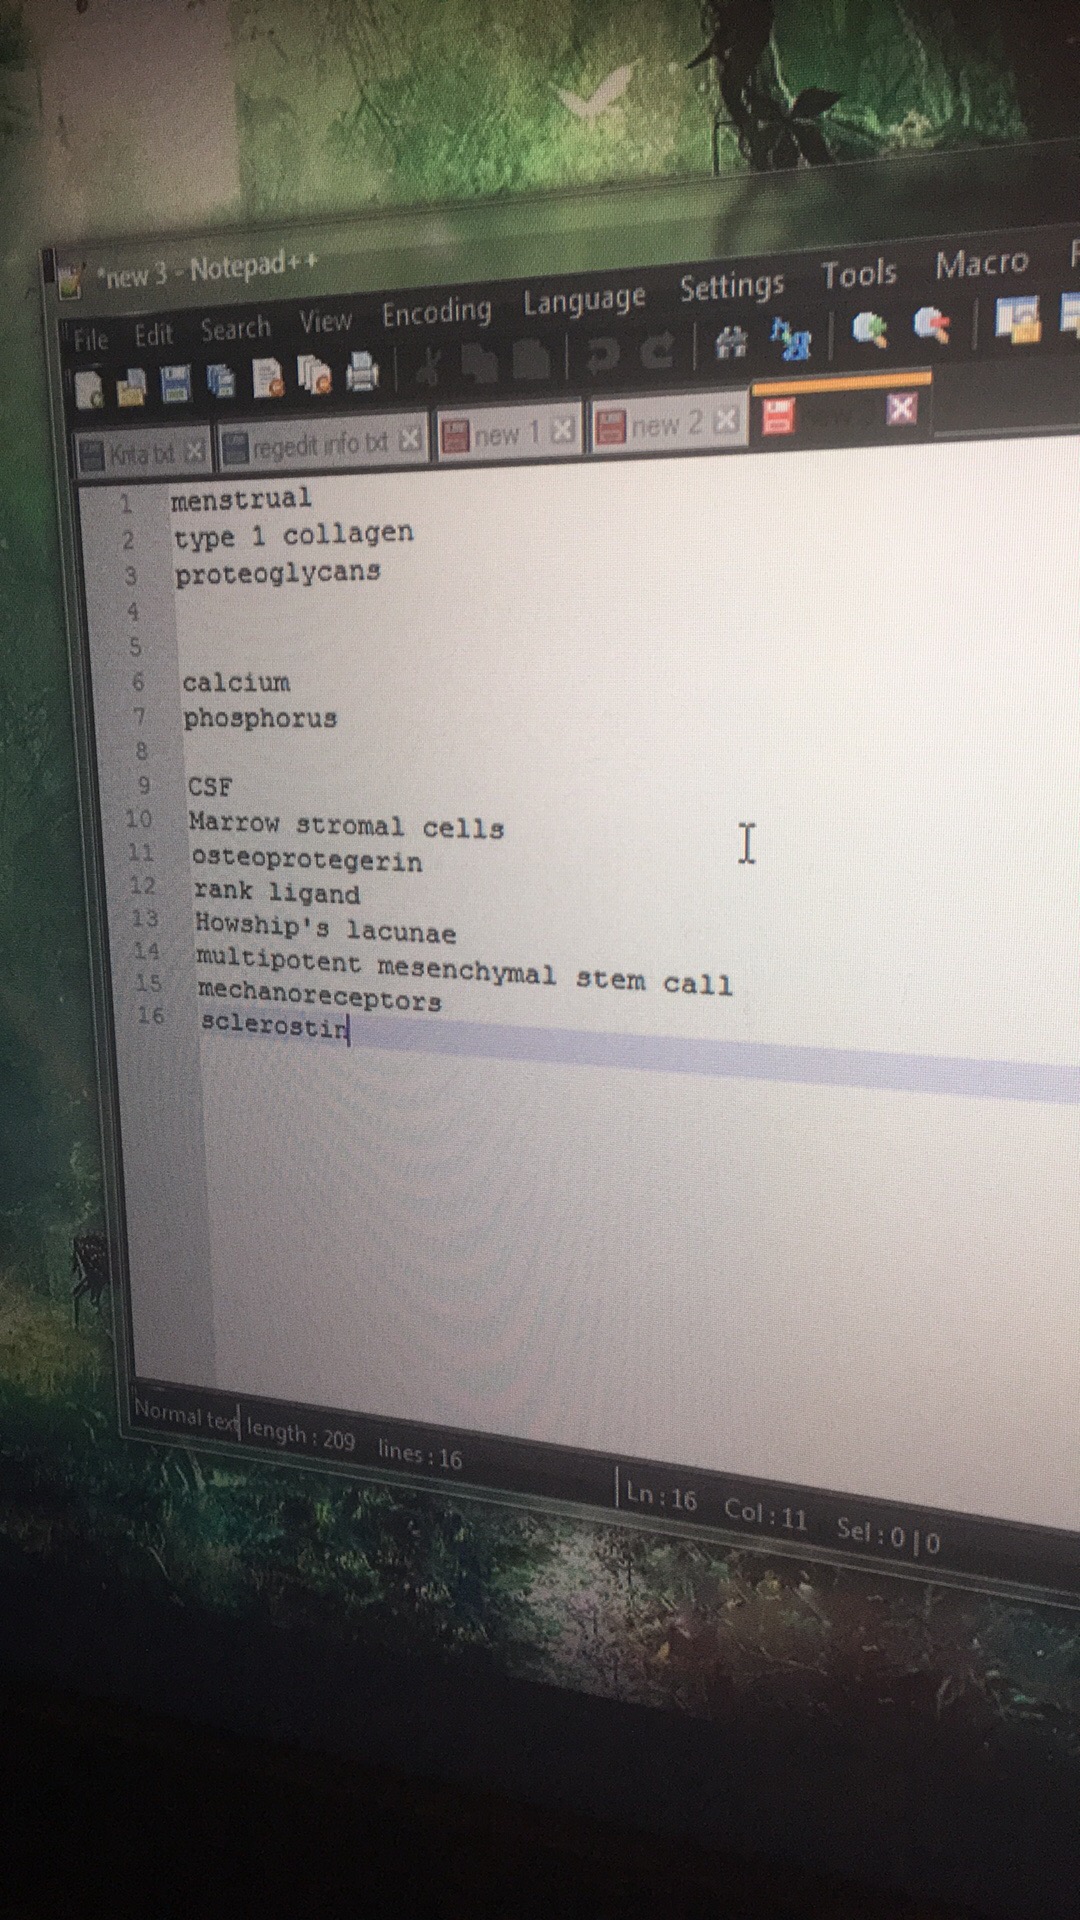 *new 3 - Notepad++
File Edit Search View Encoding Language Settings Tools Macro
regedit info txt new 1 new 2
1 menstrual
2 type 1 collagen
3 proteoglycans
4
5
6 calcium
7 phosphorus
8
9 CSF
10 Marrow stromal cells
11 osteoprotegerin
12 rank ligand
13 Howship's lacunae
14 multipotent mesenchymal stem call
15 mechanoreceptors
16 sclerostin
Normal text length : 209 lines : 16 Ln : 16 Col : 11 Sel : 0 | 0